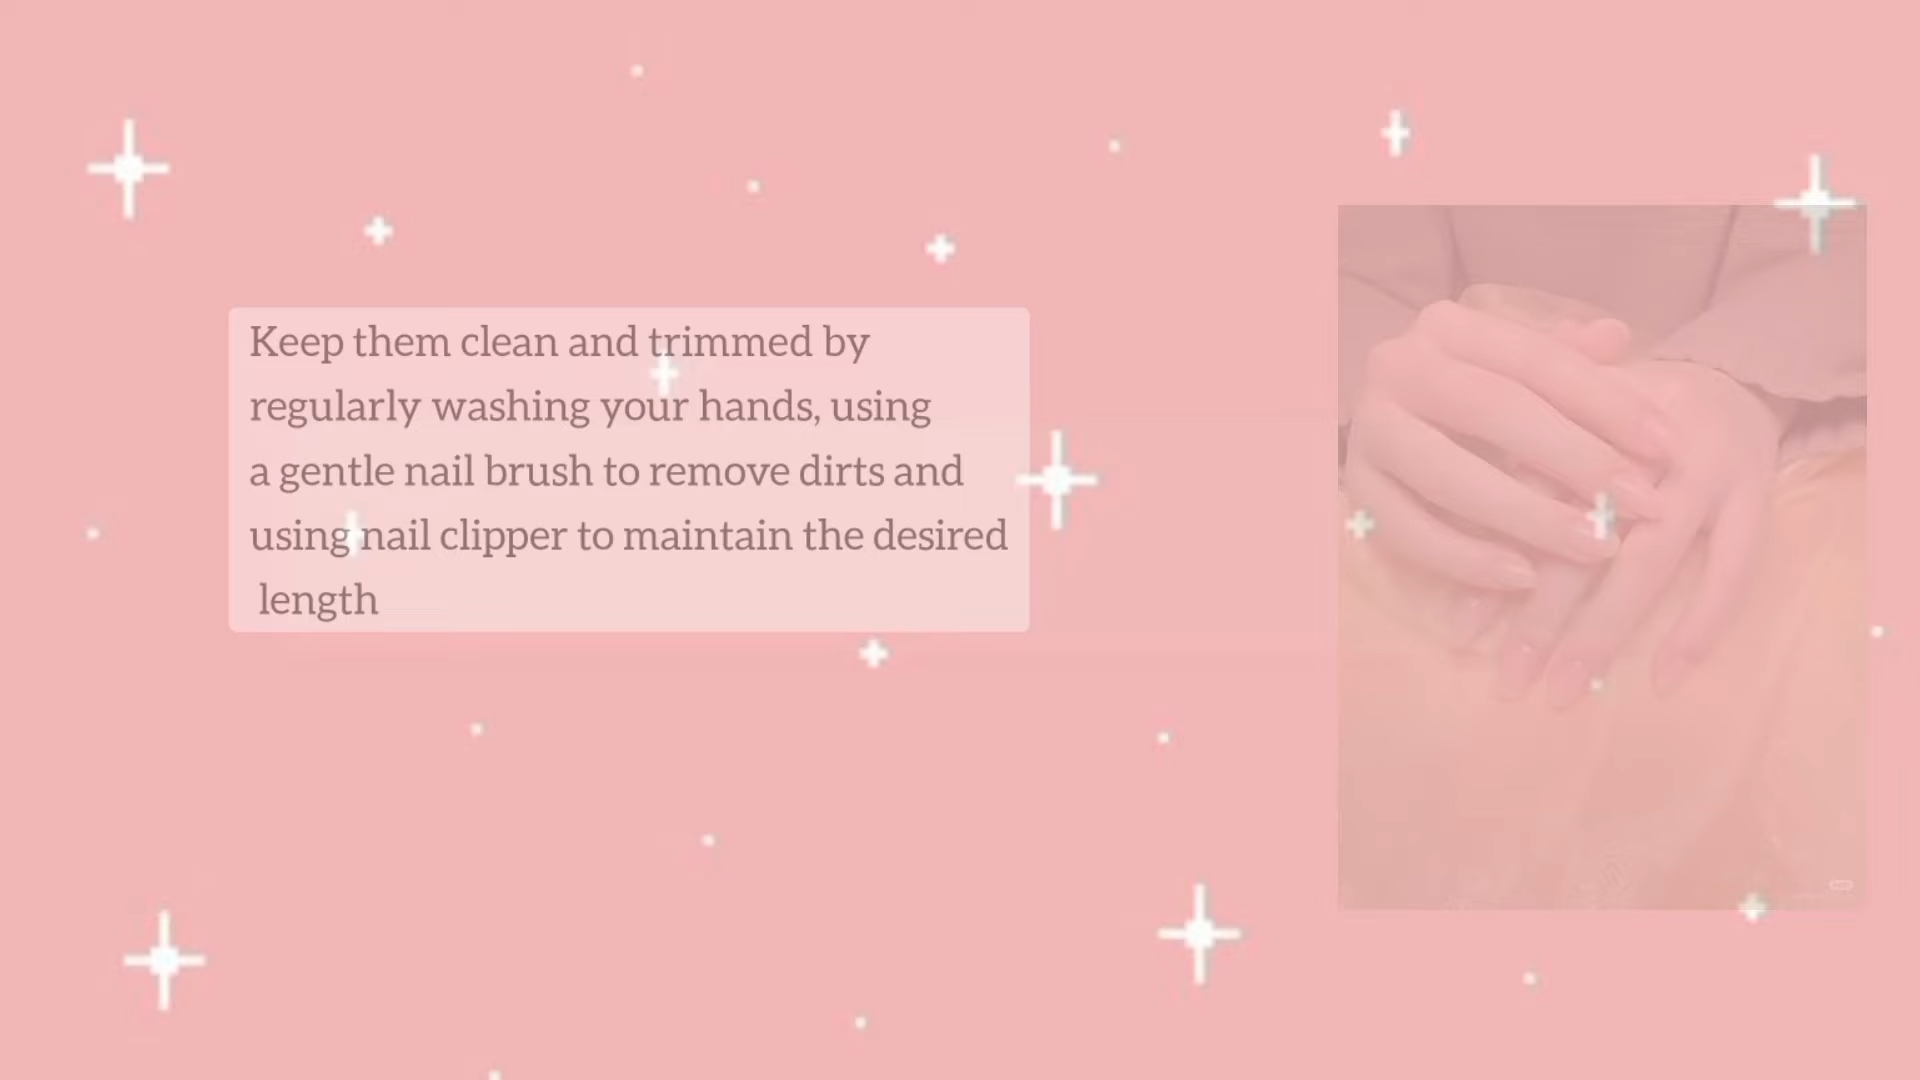 Keep them clean and trimmed by
regularly washing your hands, using
a gentle nail brush to remove dirts and
using nail clipper to maintain the desired
length